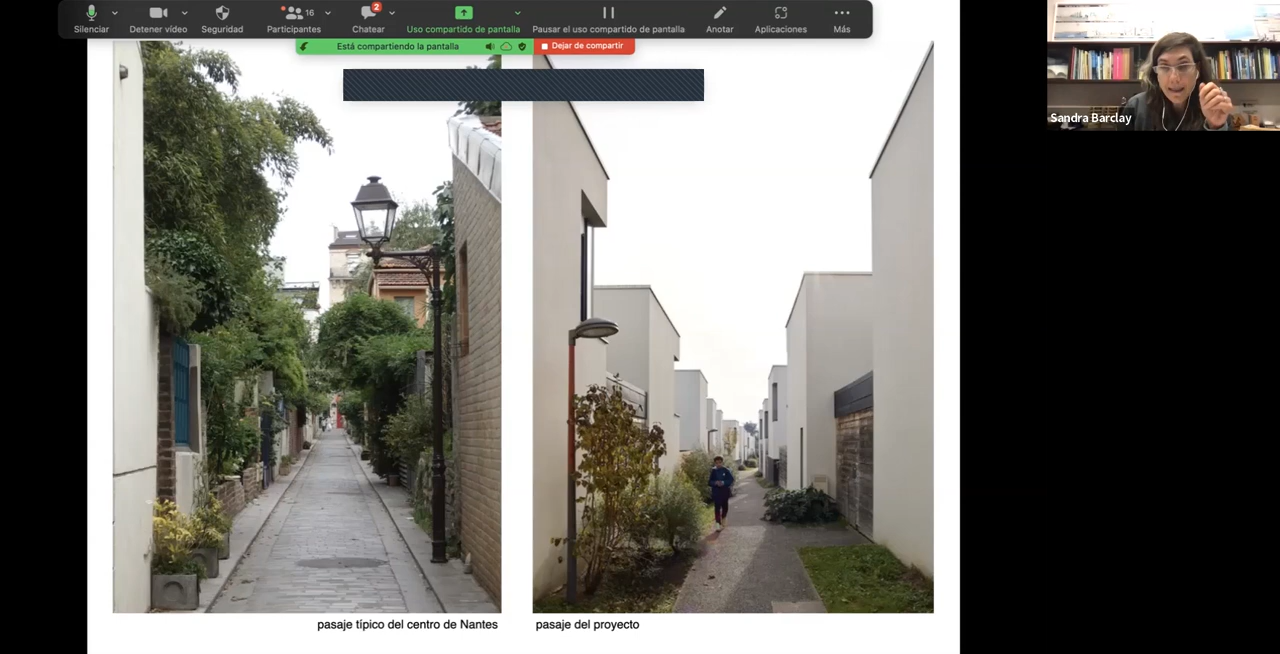 Silenciar
Detener vídeo
Seguridad
16
Participantes
2
Chatear
Uso compartido de pantalla
Pausar el uso compartido de pantalla
Anotar
Aplicaciones
Más
Está compartiendo la pantalla
Dejar de compartir
Sandra Barclay
pasaje típico del centro de Nantes
pasaje del proyecto